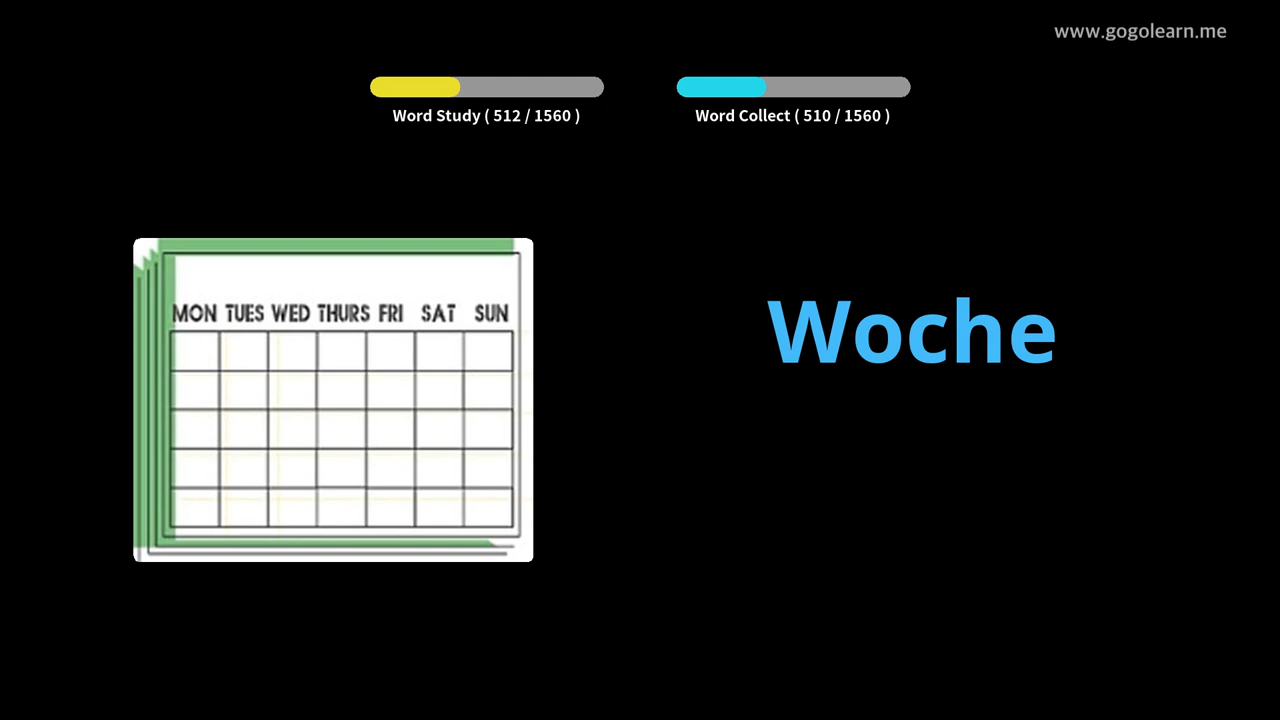 www.gogolearn.me
Word Study ( 512 / 1560 )
Word Collect ( 510 / 1560 )
MON TUES WED THURS FRI SAT SUN
Woche